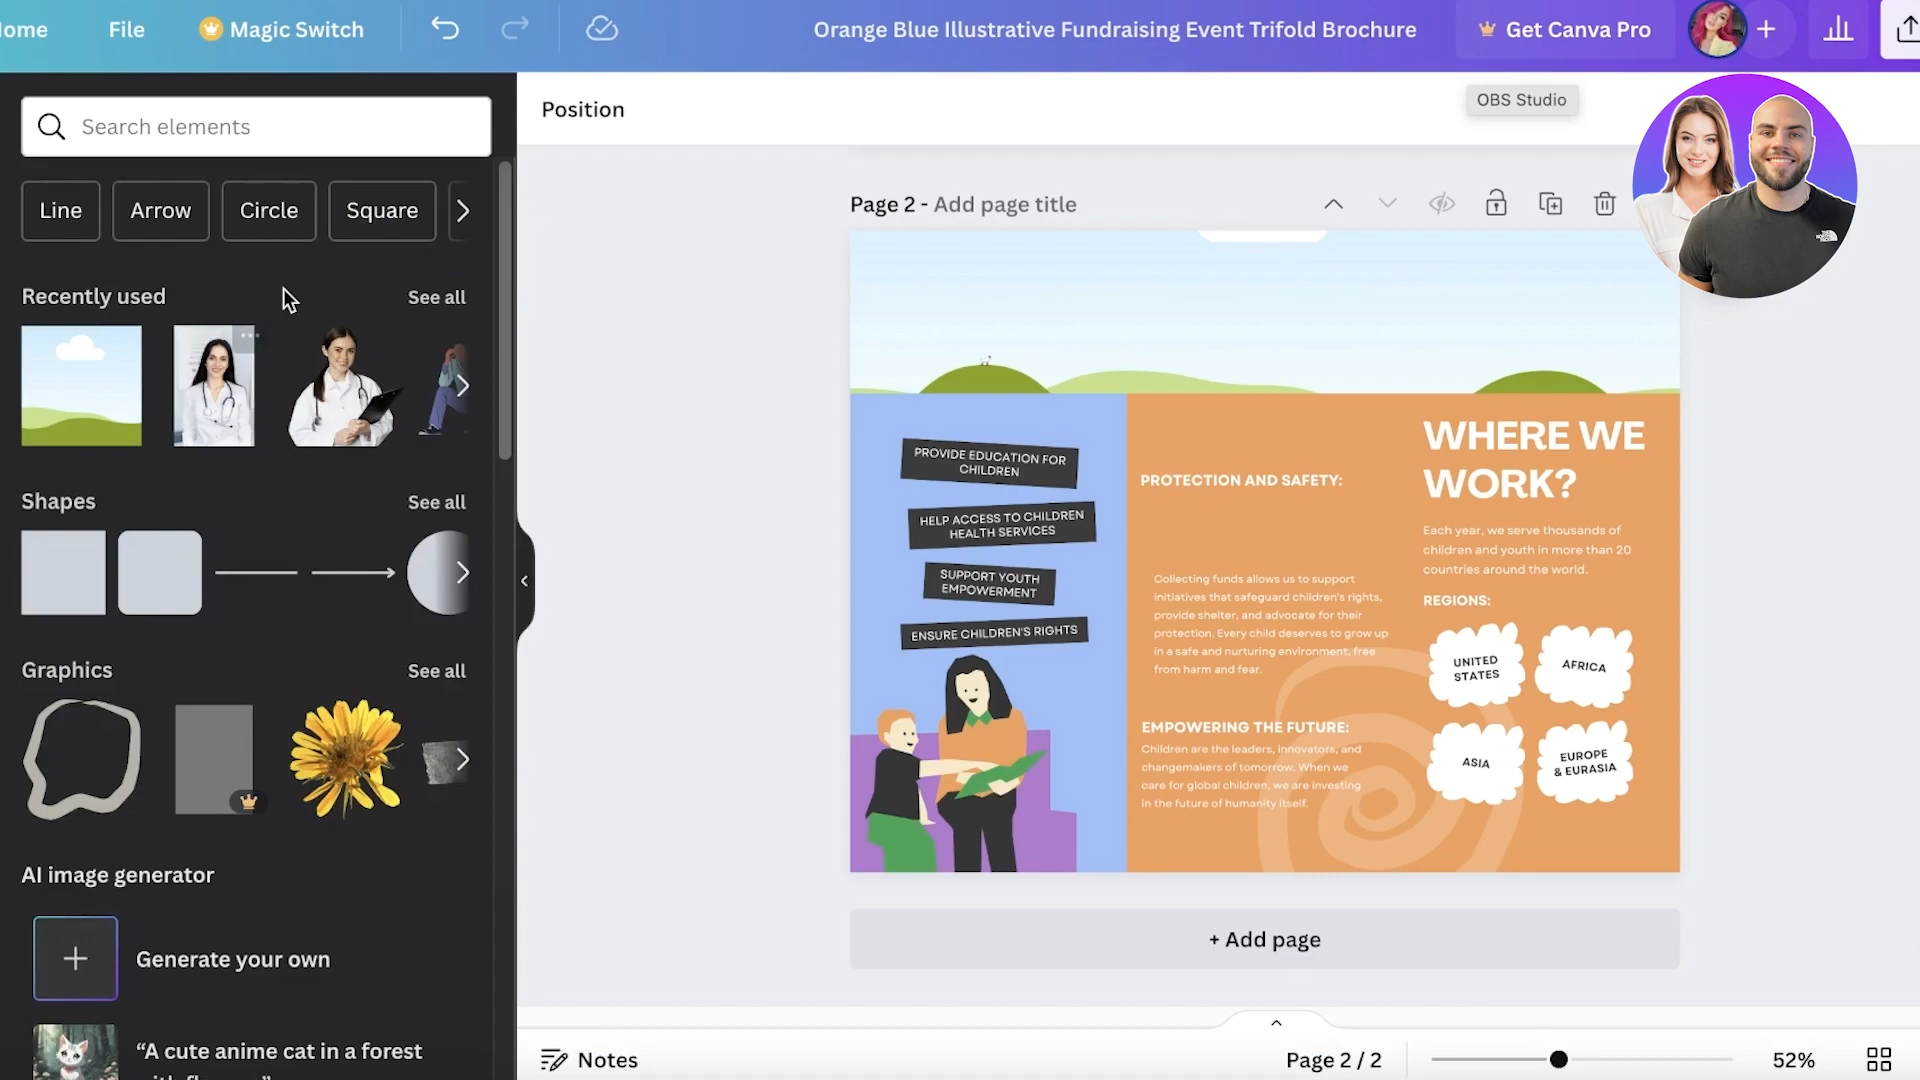 Home
File
Magic Switch
Orange Blue Illustrative Fundraising Event Trifold Brochure
Get Canva Pro
Search elements
Position
OBS Studio
Line
Arrow
Circle
Square
Page 2 - Add page title
Recently used
See all
Shapes
See all
Graphics
See all
AI image generator
Generate your own
“A cute anime cat in a forest
PROVIDE EDUCATION FOR
CHILDREN
HELP ACCESS TO CHILDREN
HEALTH SERVICES
SUPPORT YOUTH
EMPOWERMENT
ENSURE CHILDREN'S RIGHTS
PROTECTION AND SAFETY:
Collecting funds allows us to support
initiatives that safeguard children's rights,
provide shelter, and advocate for their
protection. Every child deserves to grow up
in a safe and nurturing environment, free
from harm and fear.
EMPOWERING THE FUTURE:
Children are the leaders, innovators, and
changemakers of tomorrow. When we
care for global children, we are investing
in the future of humanity itself.
WHERE WE
WORK?
Each year, we serve thousands of
children and youth in more than 20
countries around the world.
REGIONS:
UNITED
STATES
AFRICA
ASIA
EUROPE
& EURASIA
+ Add page
Notes
Page 2 / 2
52%